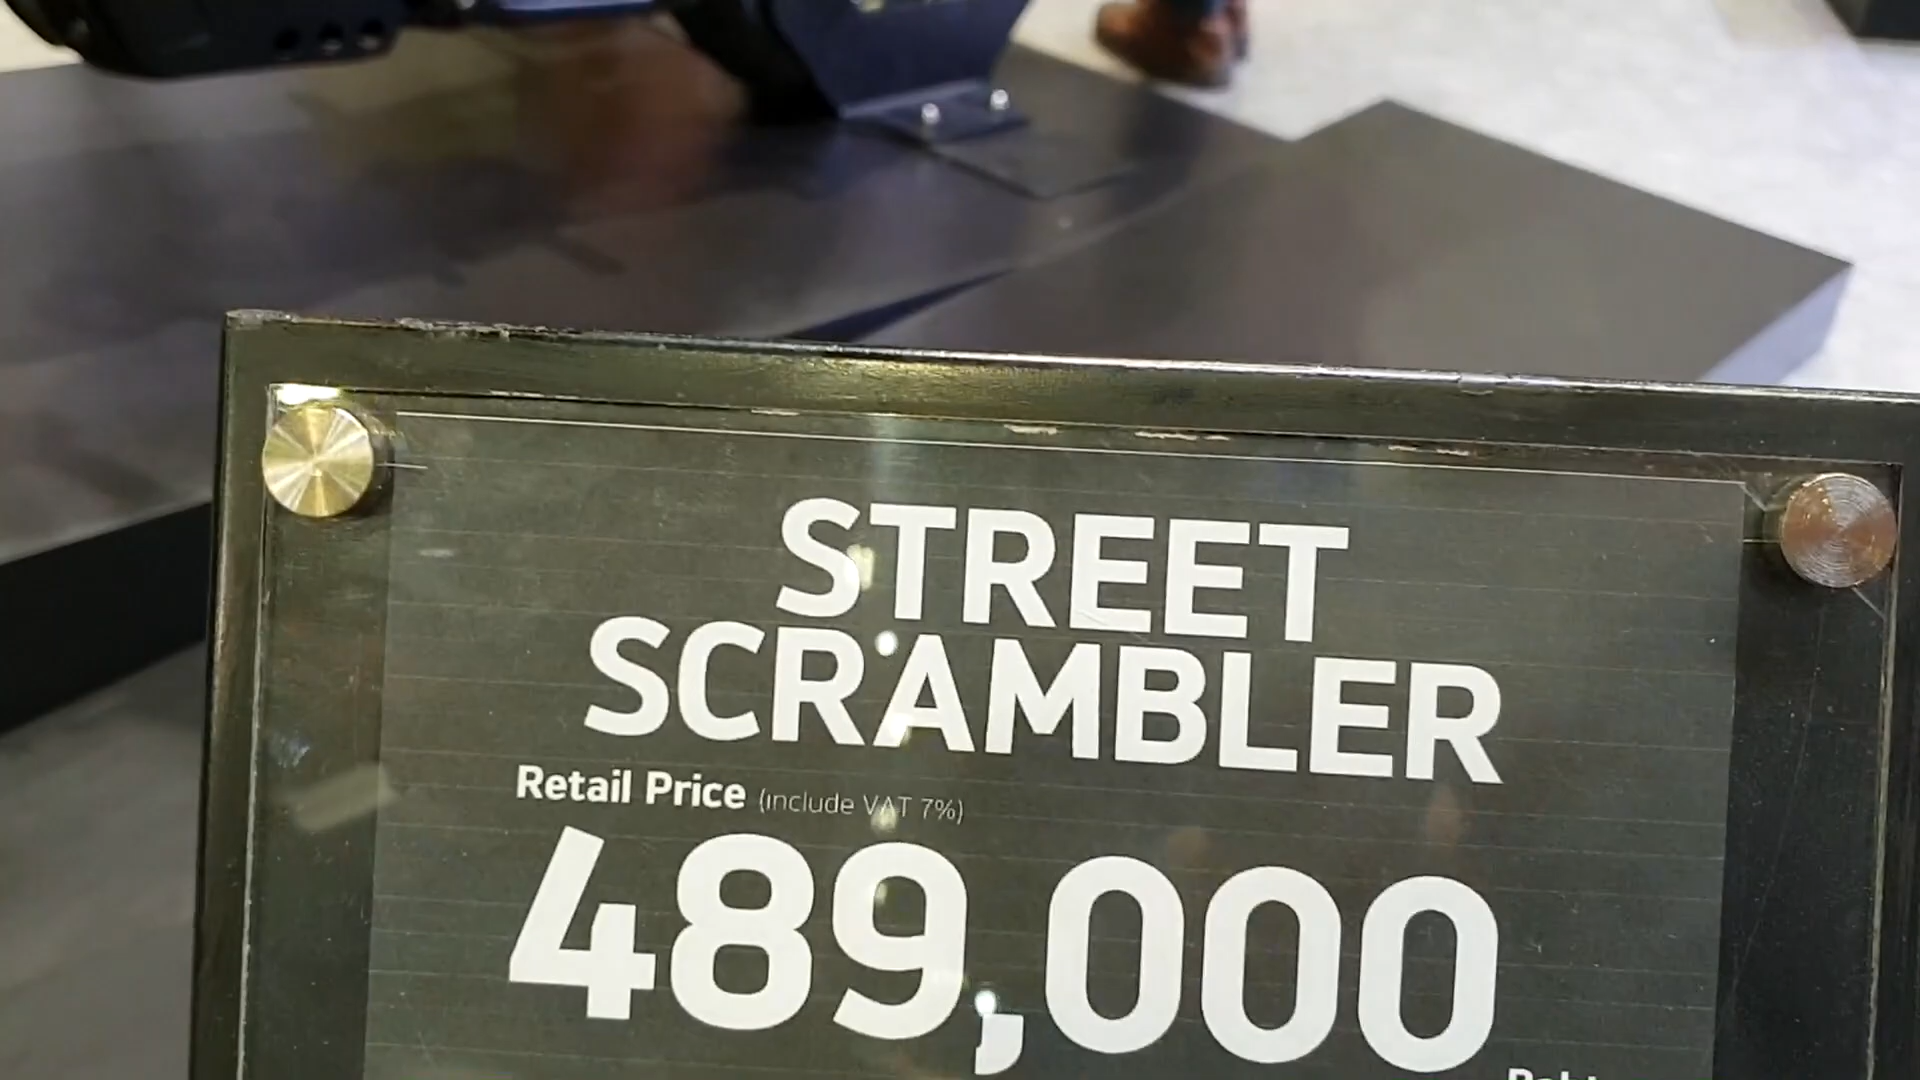 STREET
SCRAMBLER
Retail Price (include VAT 7%)
489,000